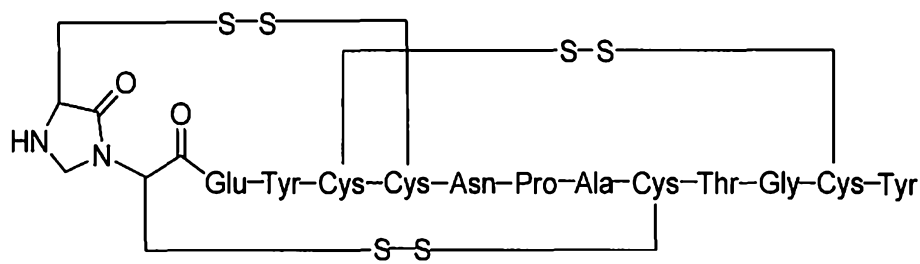 S–S
S–S
O
O
HN
N
Glu–Tyr–Cys–Cys–Asn–Pro–Ala–Cys–Thr–Gly–Cys–Tyr
S–S